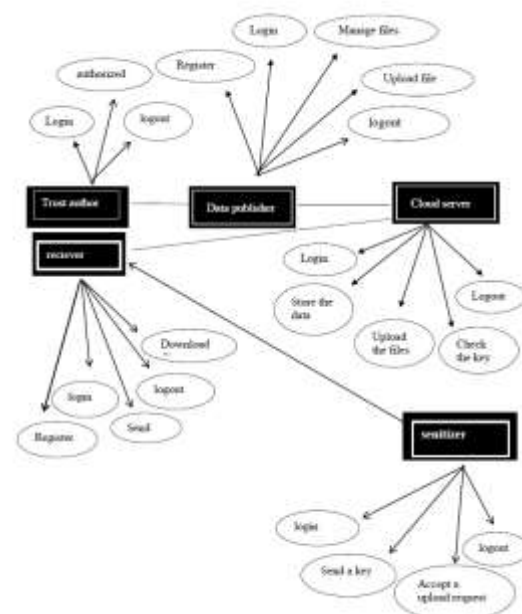 Login
Manage files
authorized
Register
Upload file
Login
logout
logout
Trust author
Data publisher
Cloud server
reciever
Login
Logout
Store the
data
Upload
the files
Check
the key
Download
login
logout
Register
Send
senitizer
login
logout
Send a key
Accept a
upload request